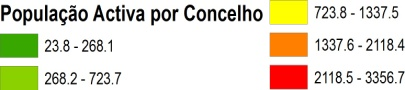 População Activa por Concelho
23.8 - 268.1
268.2 - 723.7
723.8 - 1337.5
1337.6 - 2118.4
2118.5 - 3356.7